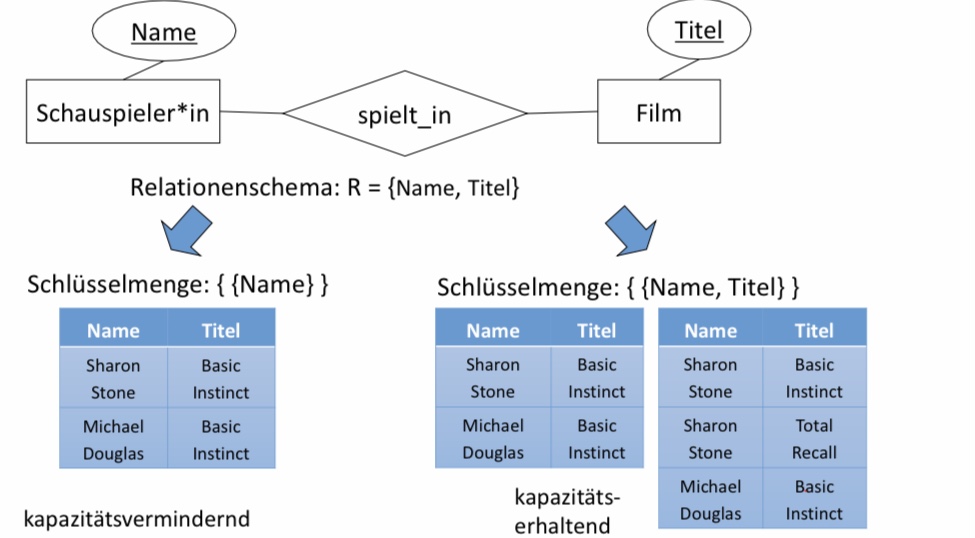 Name
Titel
Schauspieler*in
spielt_in
Film
Relationenschema: R = {Name, Titel}
Schlüsselmenge: { {Name} }
Name Titel
Sharon Basic
Stone Instinct
Michael Basic
Douglas Instinct
kapazitätsvermindernd
Schlüsselmenge: { {Name, Titel} }
Name Titel
Sharon Basic
Stone Instinct
Michael Basic
Douglas Instinct
kapazitäts-
erhaltend
Name Titel
Sharon Basic
Stone Instinct
Sharon Total
Stone Recall
Michael Basic
Douglas Instinct